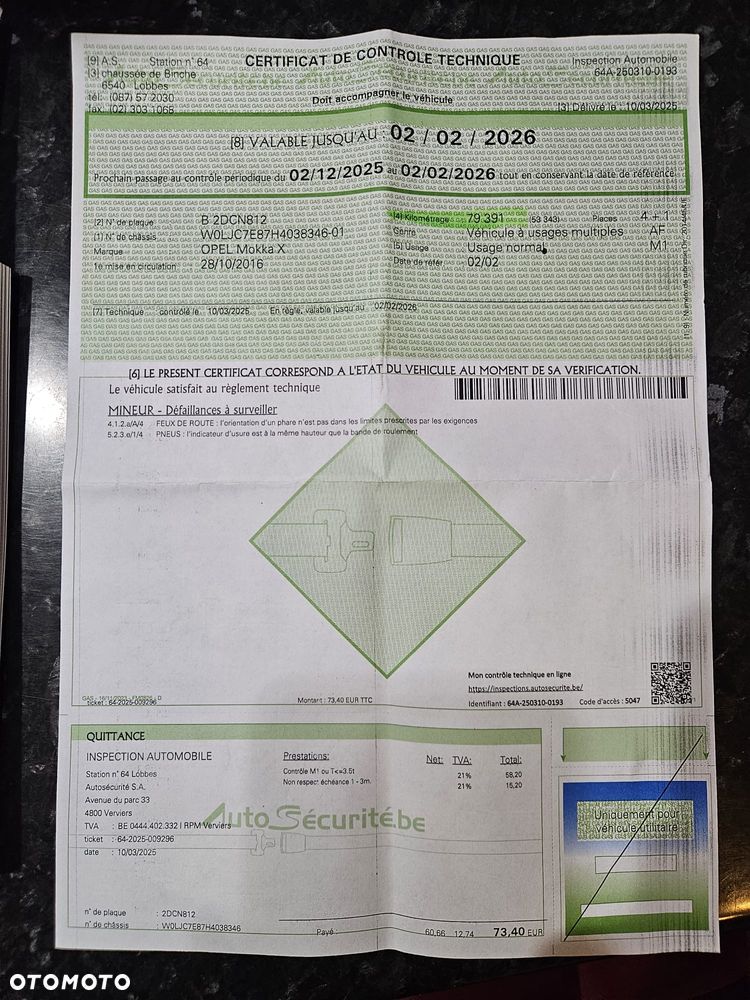 [9] A.S. Station n° 64
[3] chaussée de Binche
6540 Lobbes
tél. (087) 57 2030
fax. (02) 303 1068
CERTIFICAT DE CONTROLE TECHNIQUE
Doit accompagner le véhicule
Inspection Automobile
64A-250310-0193
[3] Délivré le : 10/03/2025
[8] VALABLE JUSQU'AU : 02 / 02 / 2026
Prochain passage au contrôle périodique du 02/12/2025 au 02/02/2026 tout en conservant la date de référence
[2] N° de plaque B 2DCN812
[1] N° de châssis W0LJC7E87H4038346-01
Marque OPEL Mokka X
1e mise en circulation : 28/10/2016
[4] Kilométrage : 79 391 (53 343) Places 4 + 1
Genre Véhicule à usages multiples AF
[5] Usage Usage normal M1
Date de référ 02/02
[7] Technique contrôlé le 10/03/2025 En règle, valable jusqu'au 02/02/2026
[6] LE PRESENT CERTIFICAT CORRESPOND A L'ETAT DU VEHICULE AU MOMENT DE SA VERIFICATION.
Le véhicule satisfait au règlement technique
MINEUR - Défaillances à surveiller
4.1.2.a/A/4 FEUX DE ROUTE : l'orientation d'un phare n'est pas dans les limites prescrites par les exigences
5.2.3.e/1/4 PNEUS : l'indicateur d'usure est à la même hauteur que la bande de roulement
Mon contrôle technique en ligne
https://inspections.autosecurite.be/
Identifiant : 64A-250310-0193 Code d'accès : 5047
ticket : 64-2025-009296
Montant : 73,40 EUR TTC
QUITTANCE
INSPECTION AUTOMOBILE
Station n° 64 Lobbes
Autosécurité S.A.
Avenue du parc 33
4800 Verviers
TVA : BE 0444.402.332 | RPM Verviers
ticket : 64-2025-009296
date : 10/03/2025
Prestations: Net: TVA: Total:
Contrôle M1 ou T<=3.5t 21% 58,20
Non respect échéance 1 - 3m. 21% 15,20
AutoSécurité.be
n° de plaque : 2DCN812
n° de châssis : W0LJC7E87H4038346
Payé : 60,66 12,74 73,40 EUR
Uniquement pour
véhicule utilitaire
OTOMOTO